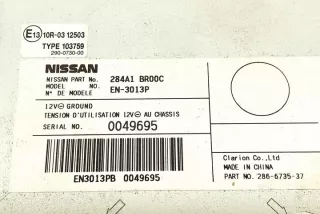 E13 10R-03 12503
TYPE 103759
290-0730-00
NISSAN
NISSAN PART No. 284A1 BR00C
MODEL NO. EN-3013P
N° DE MODELE
12V⎓ GROUND
TENSION D'UTILISATION 12V⎓ AU CHASSIS
SERIAL NO. 0049695
EN3013PB 0049695
Clarion Co.,Ltd
MADE IN CHINA
PART No. 286-6735-37